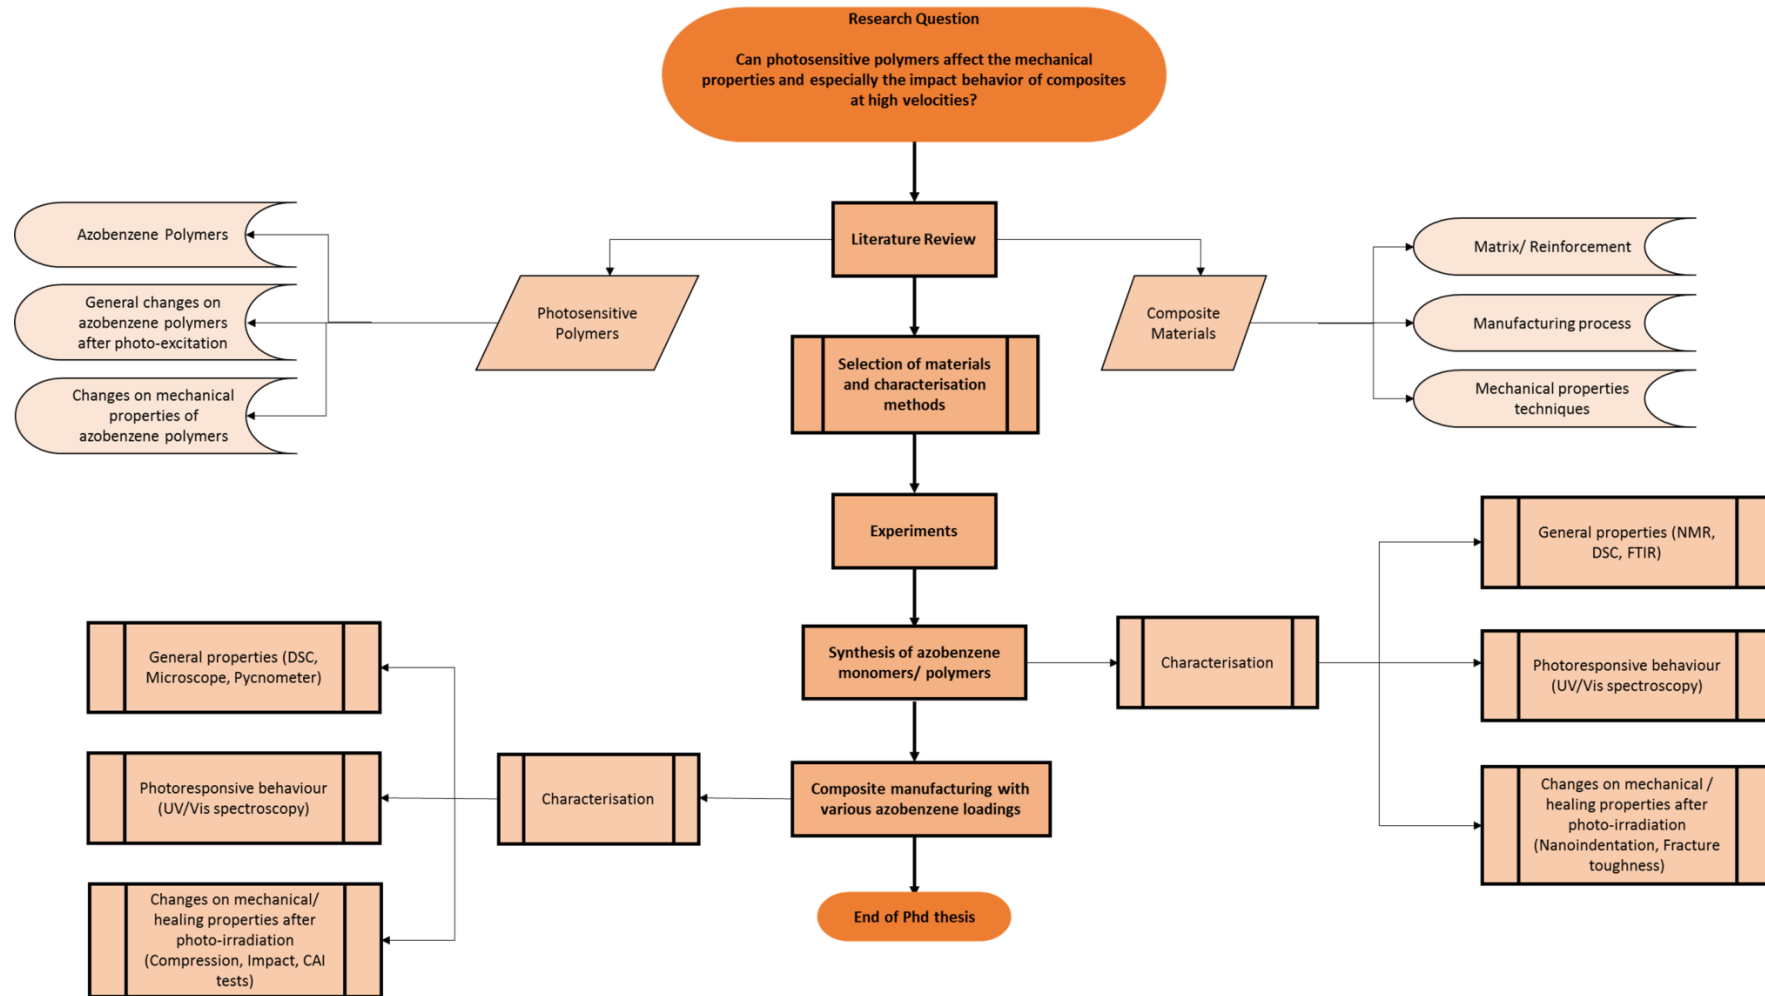 Research Question
Can photosensitive polymers affect the mechanical
properties and especially the impact behavior of composites
at high velocities?
Literature Review
Azobenzene Polymers
General changes on
azobenzene polymers
after photo-excitation
Changes on mechanical
properties of
azobenzene polymers
Photosensitive
Polymers
Composite
Materials
Matrix/ Reinforcement
Manufacturing process
Mechanical properties
techniques
Selection of materials
and characterisation
methods
Experiments
Synthesis of azobenzene
monomers/ polymers
Characterisation
General properties (NMR,
DSC, FTIR)
Photoresponsive behaviour
(UV/Vis spectroscopy)
Changes on mechanical /
healing properties after
photo-irradiation
(Nanoindentation, Fracture
toughness)
Composite manufacturing with
various azobenzene loadings
Characterisation
General properties (DSC,
Microscope, Pycnometer)
Photoresponsive behaviour
(UV/Vis spectroscopy)
Changes on mechanical/
healing properties after
photo-irradiation
(Compression, Impact, CAI
tests)
End of Phd thesis